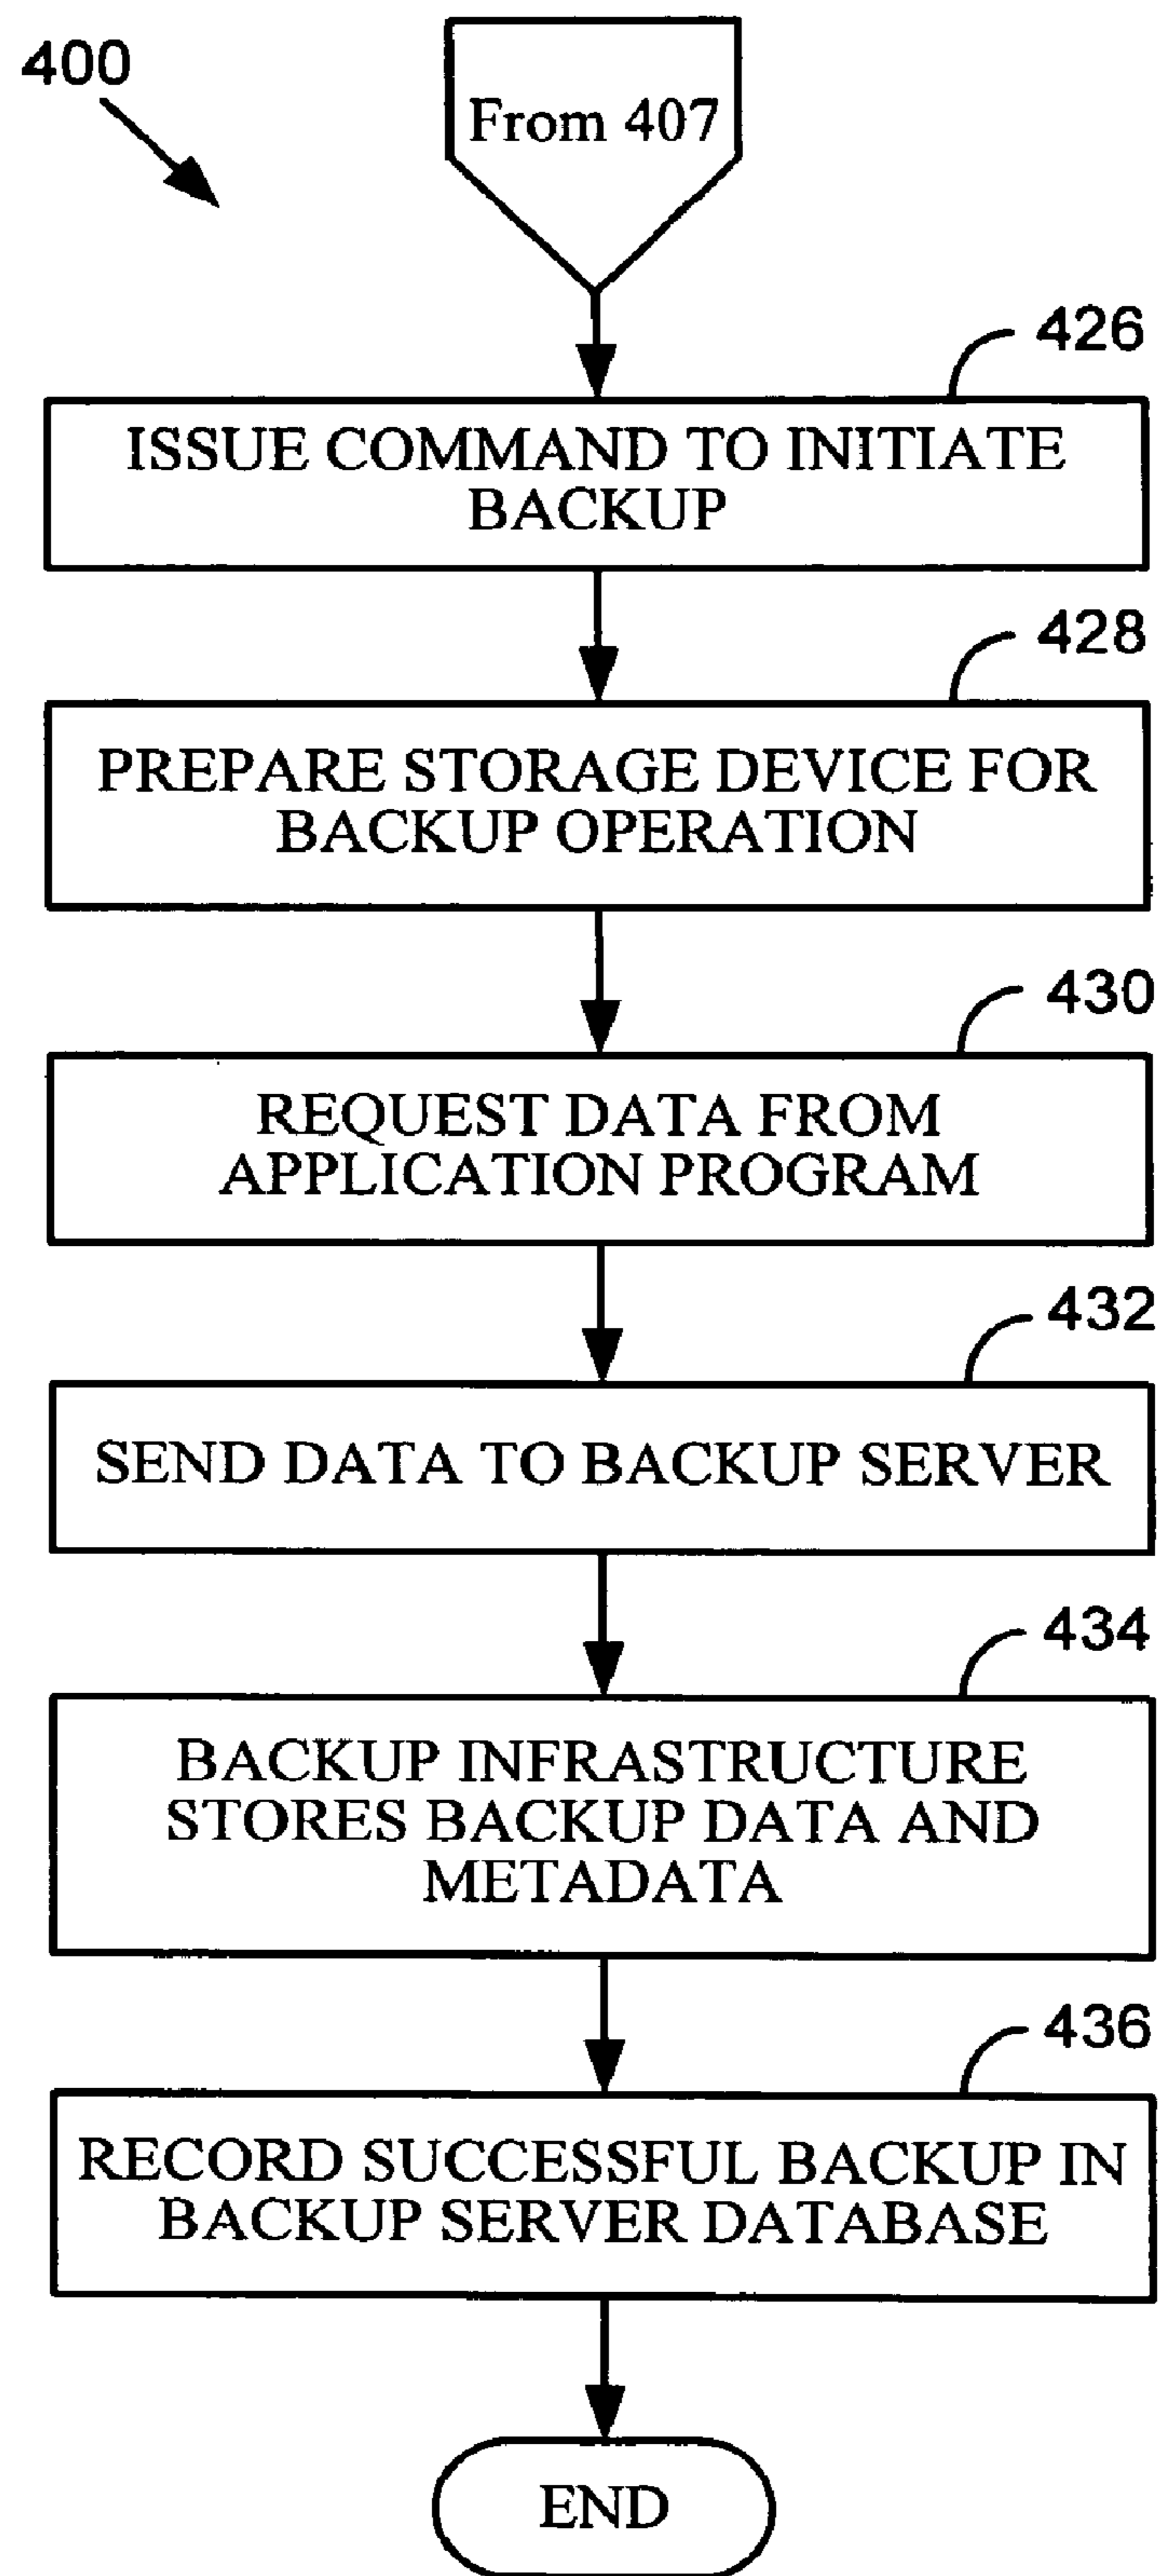 400
From 407
426
ISSUE COMMAND TO INITIATE
BACKUP
428
PREPARE STORAGE DEVICE FOR
BACKUP OPERATION
430
REQUEST DATA FROM
APPLICATION PROGRAM
432
SEND DATA TO BACKUP SERVER
434
BACKUP INFRASTRUCTURE
STORES BACKUP DATA AND
METADATA
436
RECORD SUCCESSFUL BACKUP IN
BACKUP SERVER DATABASE
END